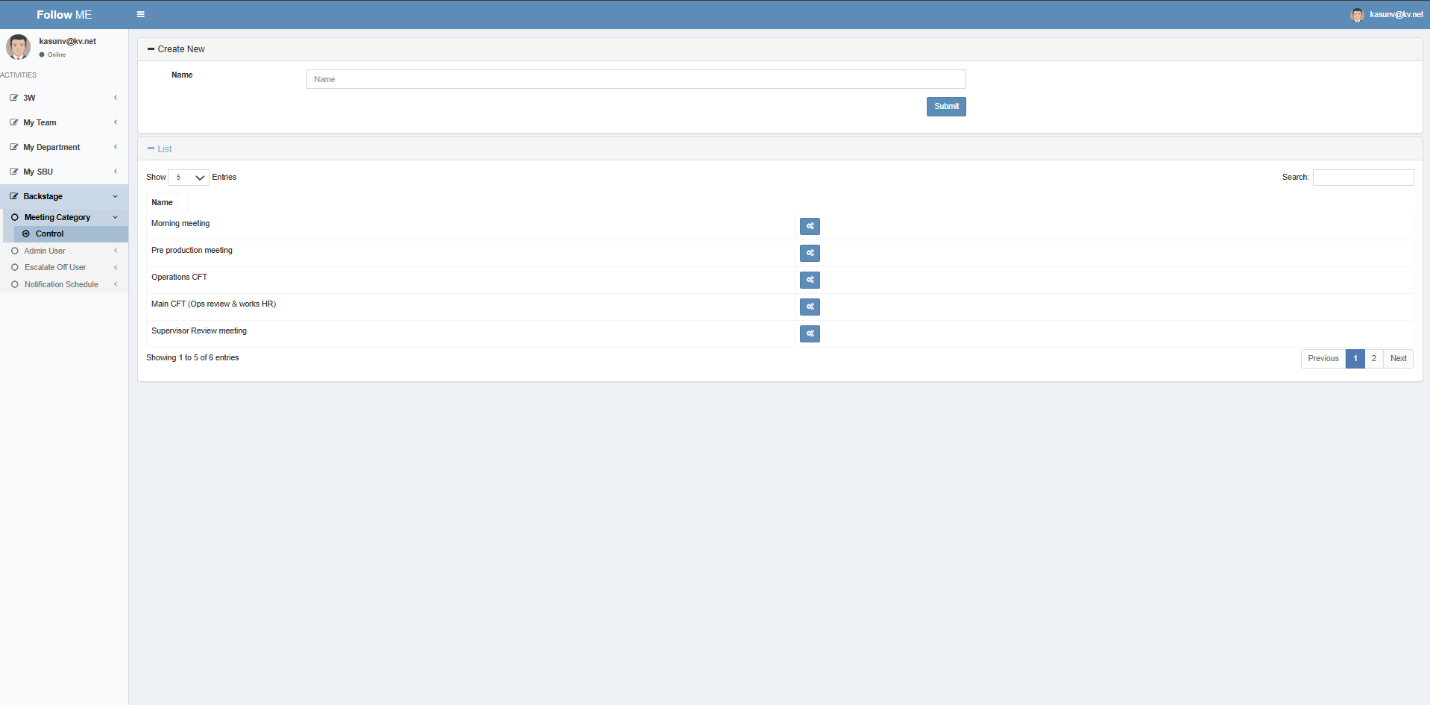 Follow ME
kasunv@kv.net
kasunv@kv.net
Online
ACTIVITIES
3W
My Team
My Department
My SBU
Backstage
Meeting Category
Control
Admin User
Escalate Off User
Notification Schedule
Create New
Name
Name
Submit
List
Show 5 Entries
Search:
Name
Morning meeting
Pre production meeting
Operations CFT
Main CFT (Ops review & works HR)
Supervisor Review meeting
Showing 1 to 5 of 6 entries
Previous 1 2 Next